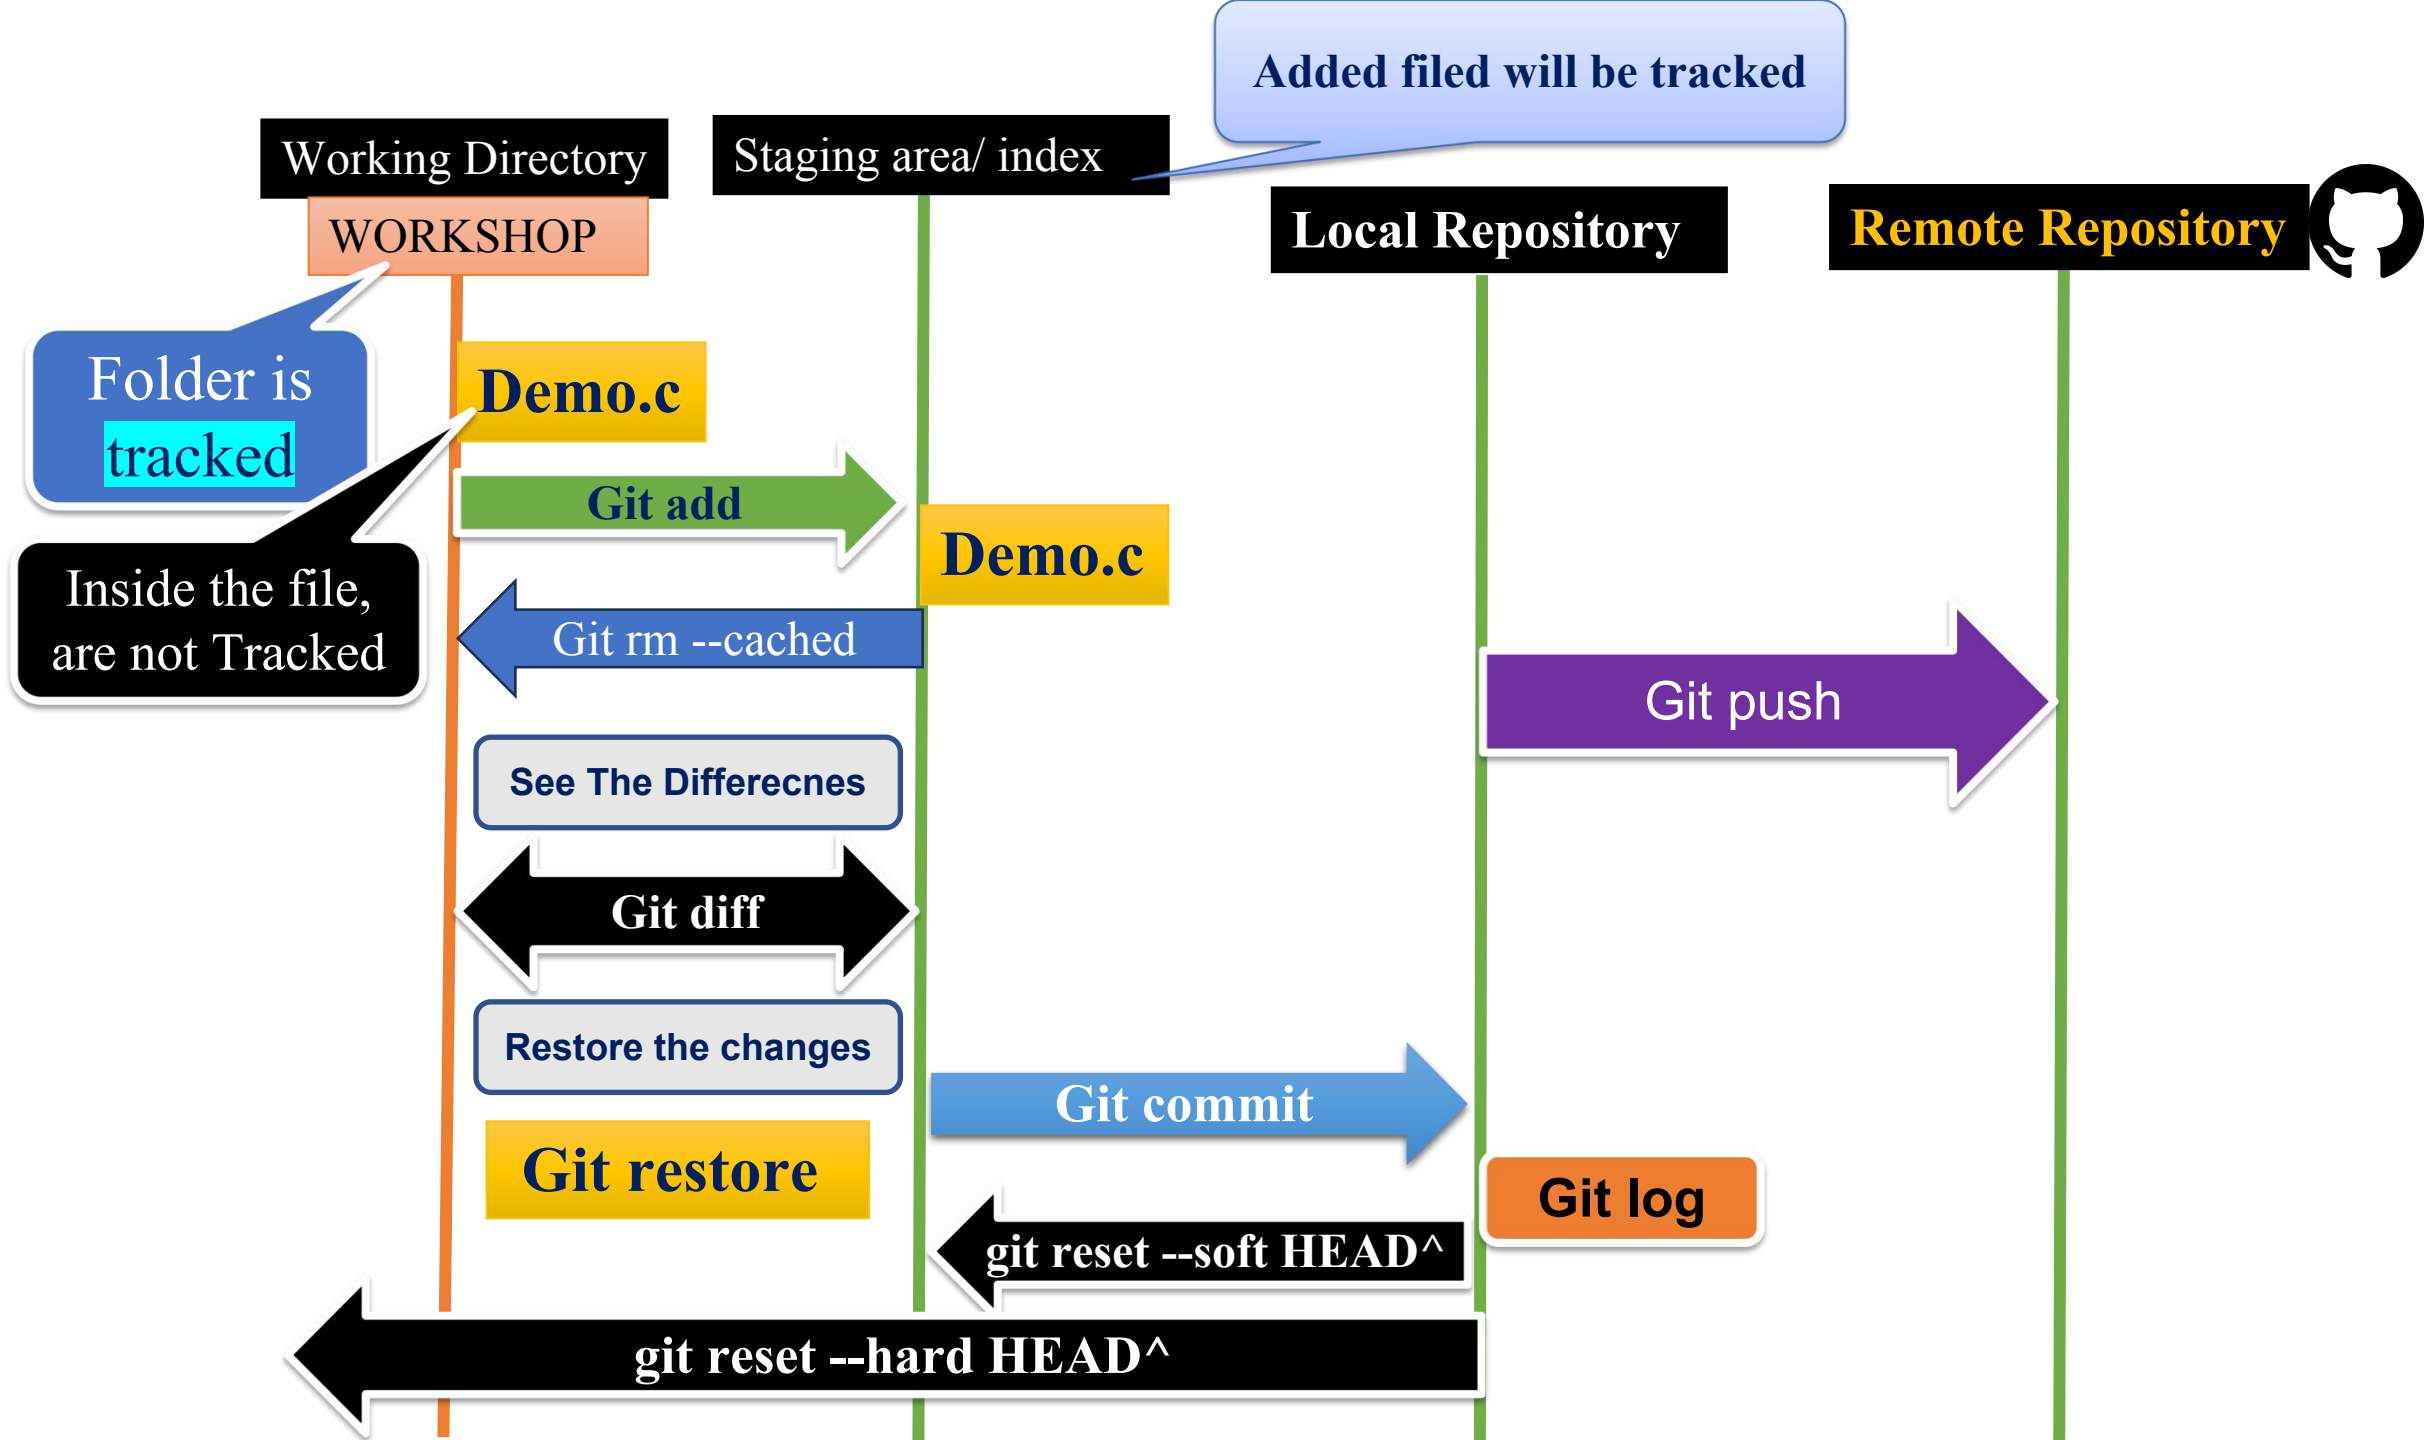 Added filed will be tracked
Working Directory
Staging area/ index
WORKSHOP
Local Repository
Remote Repository
Folder is
tracked
Demo.c
Git add
Demo.c
Inside the file,
are not Tracked
Git rm --cached
Git push
See The Differecnes
Git diff
Restore the changes
Git commit
Git restore
Git log
git reset --soft HEAD^
git reset --hard HEAD^